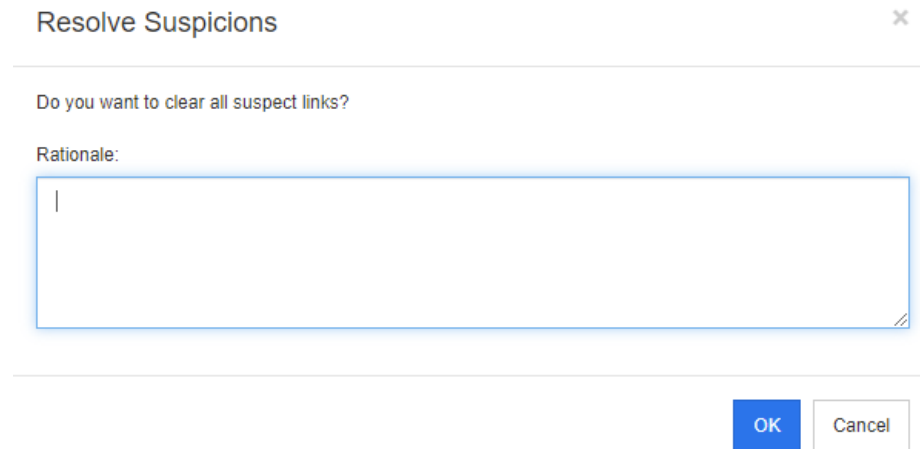 Resolve Suspicions
×
Do you want to clear all suspect links?
Rationale:
OK
Cancel